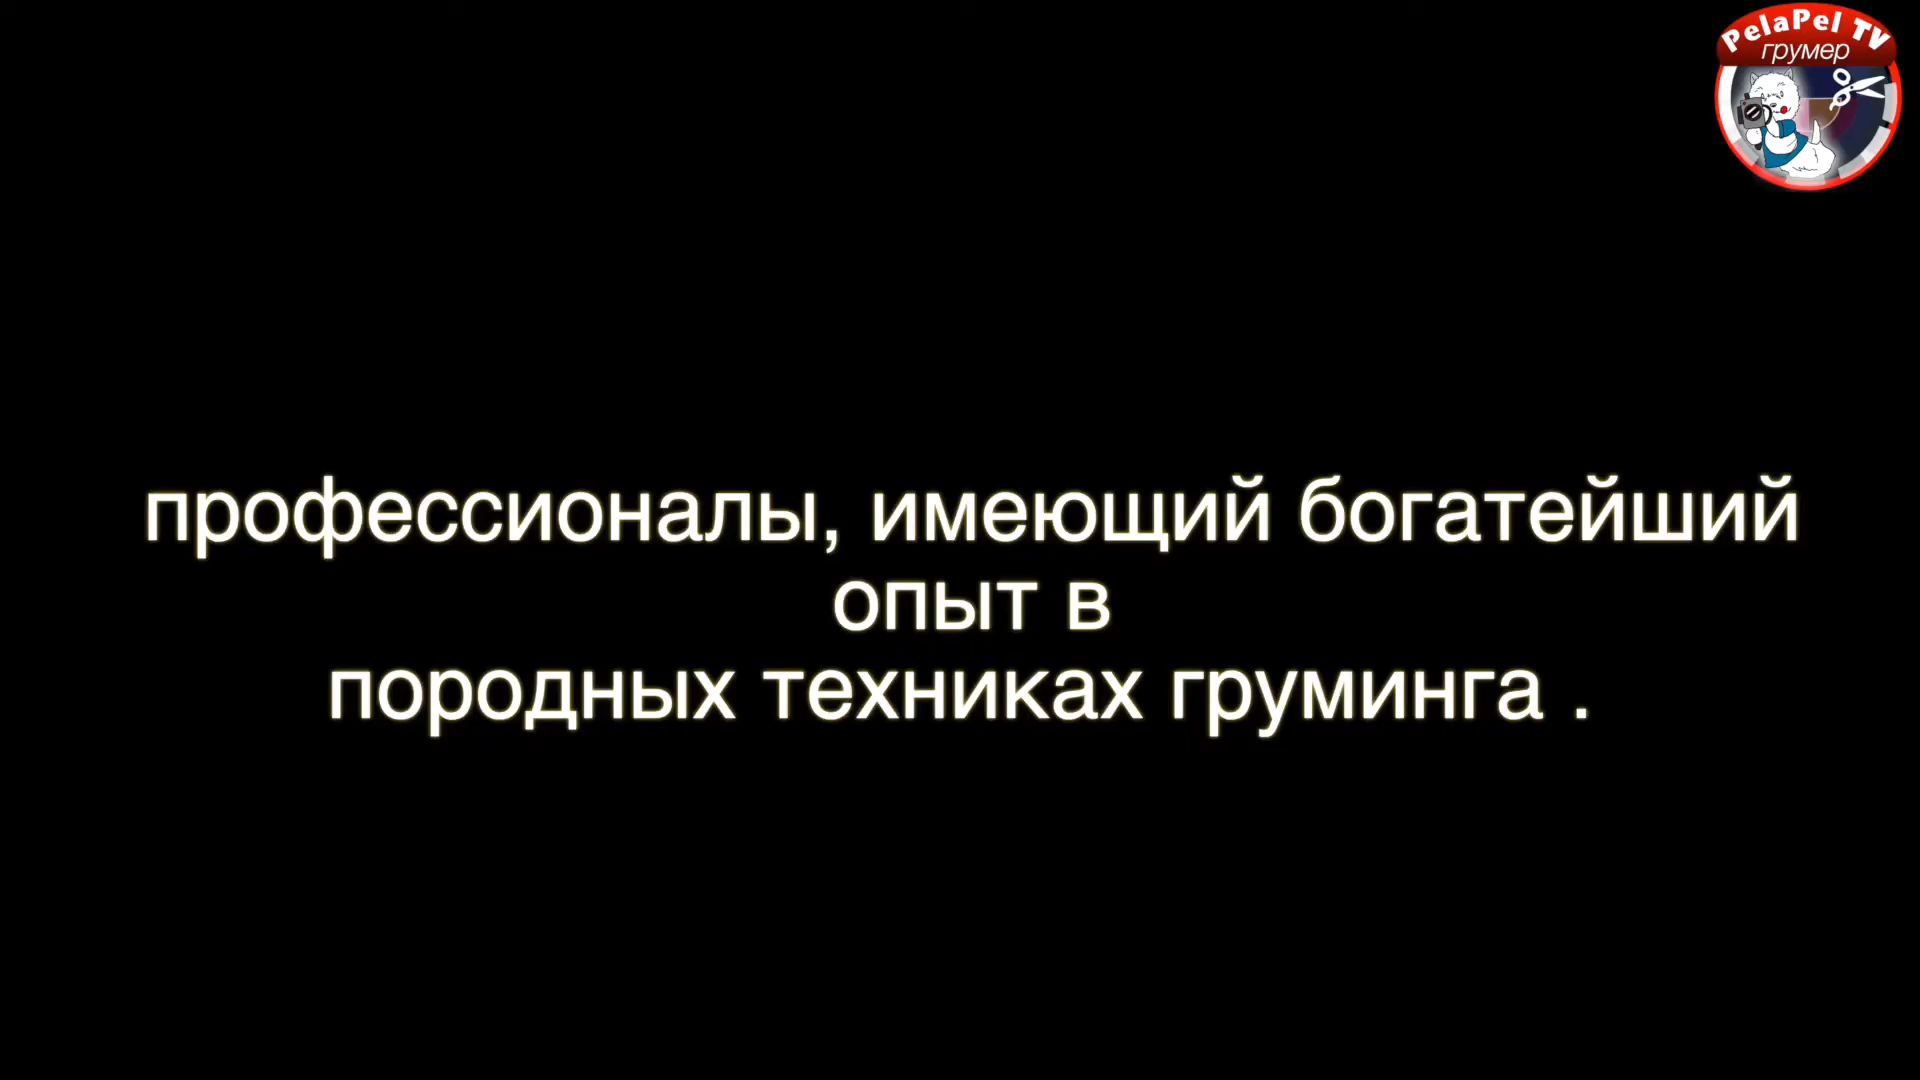 PelaPel TV
грумер
профессионалы, имеющий богатейший
опыт в
породных техниках груминга .